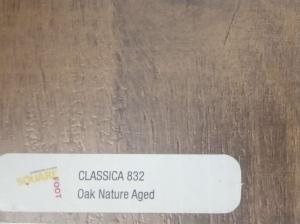 SQUARE
FOOT
CLASSICA 832
Oak Nature Aged